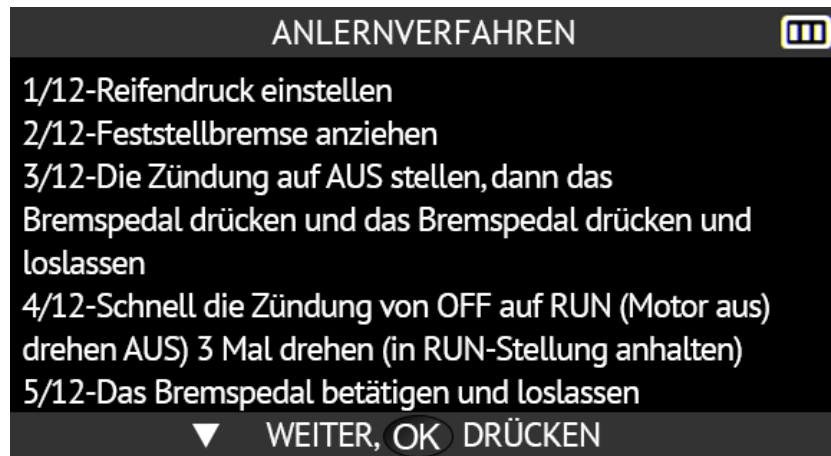 ANLERNVERFAHREN
1/12-Reifendruck einstellen
2/12-Feststellbremse anziehen
3/12-Die Zündung auf AUS stellen, dann das
Bremspedal drücken und das Bremspedal drücken und
loslassen
4/12-Schnell die Zündung von OFF auf RUN (Motor aus)
drehen AUS) 3 Mal drehen (in RUN-Stellung anhalten)
5/12-Das Bremspedal betätigen und loslassen
▼ WEITER, OK DRÜCKEN